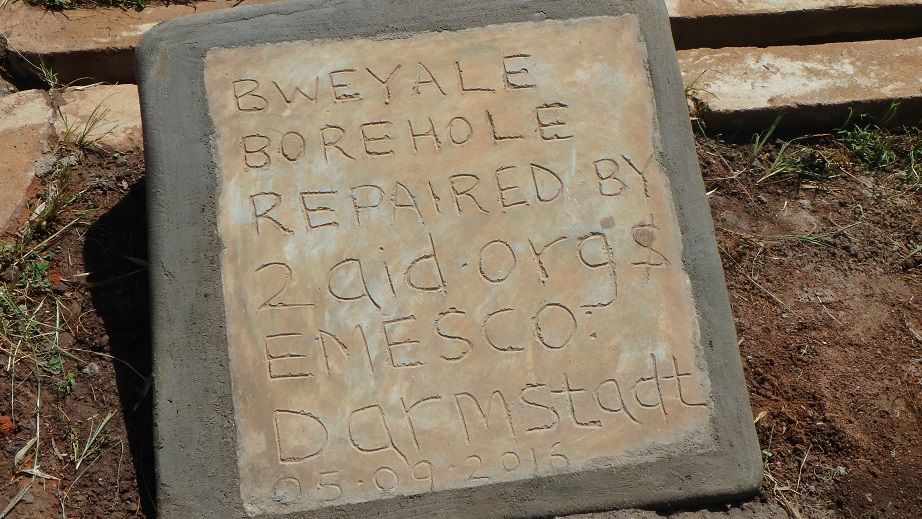 BWEYALE
BOREHOLE
REPAIRED BY
2aid.org$
EMESCO.
Darmstadt
05.09.2016